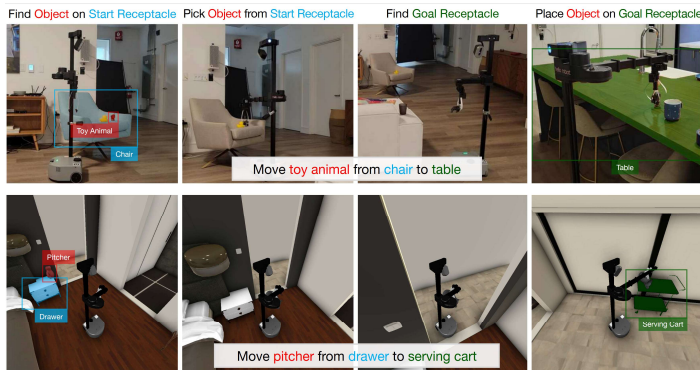 Find Object on Start Receptacle
Pick Object from Start Receptacle
Find Goal Receptacle
Place Object on Goal Receptacle
Toy Animal
Chair
Table
Move toy animal from chair to table
Pitcher
Drawer
Serving Cart
Move pitcher from drawer to serving cart